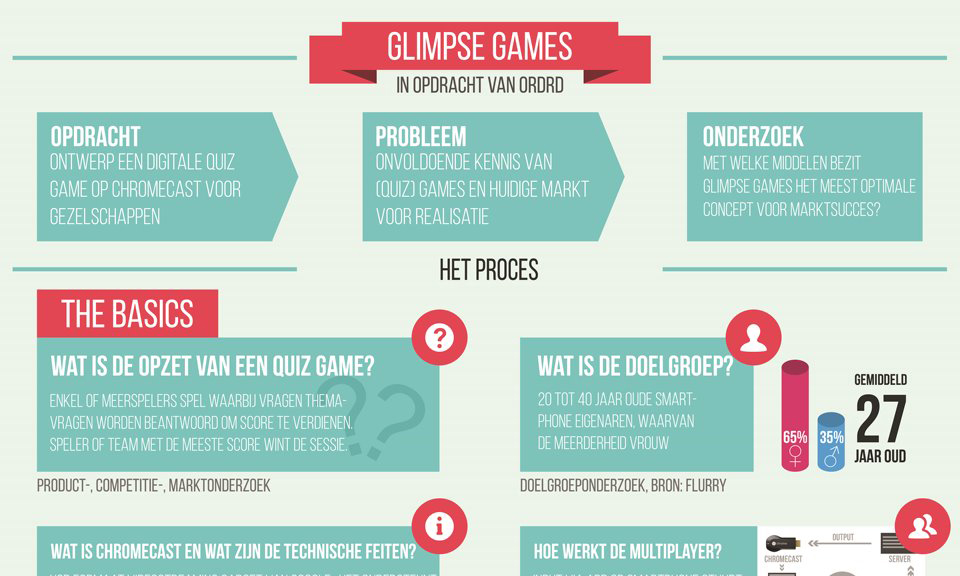 GLIMPSE GAMES
IN OPDRACHT VAN ORDRD
OPDRACHT
ONTWERP EEN DIGITALE QUIZ
GAME OP CHROMECAST VOOR
GEZELSCHAPPEN
PROBLEEM
ONVOLDOENDE KENNIS VAN
(QUIZ) GAMES EN HUIDIGE MARKT
VOOR REALISATIE
ONDERZOEK
MET WELKE MIDDELEN BEZIT
GLIMPSE GAMES HET MEEST OPTIMALE
CONCEPT VOOR MARKTSUCCES?
HET PROCES
THE BASICS
WAT IS DE OPZET VAN EEN QUIZ GAME?
ENKEL OF MEERSPELERS SPEL WAARBIJ VRAGEN THEMA-
VRAGEN WORDEN BEANTWOORD OM SCORE TE VERDIENEN.
SPELER OF TEAM MET DE MEESTE SCORE WINT DE SESSIE.
?
??
PRODUCT-, COMPETITIE-, MARKTONDERZOEK
WAT IS DE DOELGROEP?
20 TOT 40 JAAR OUDE SMART-
PHONE EIGENAREN, WAARVAN
DE MEERDERHEID VROUW
65%
35%
GEMIDDELD
27
JAAR OUD
DOELGROEPONDERZOEK, BRON: FLURRY
WAT IS CHROMECAST EN WAT ZIJN DE TECHNISCHE FEITEN?
i
HOE WERKT DE MULTIPLAYER?
OUTPUT
CHROMECAST
SERVER